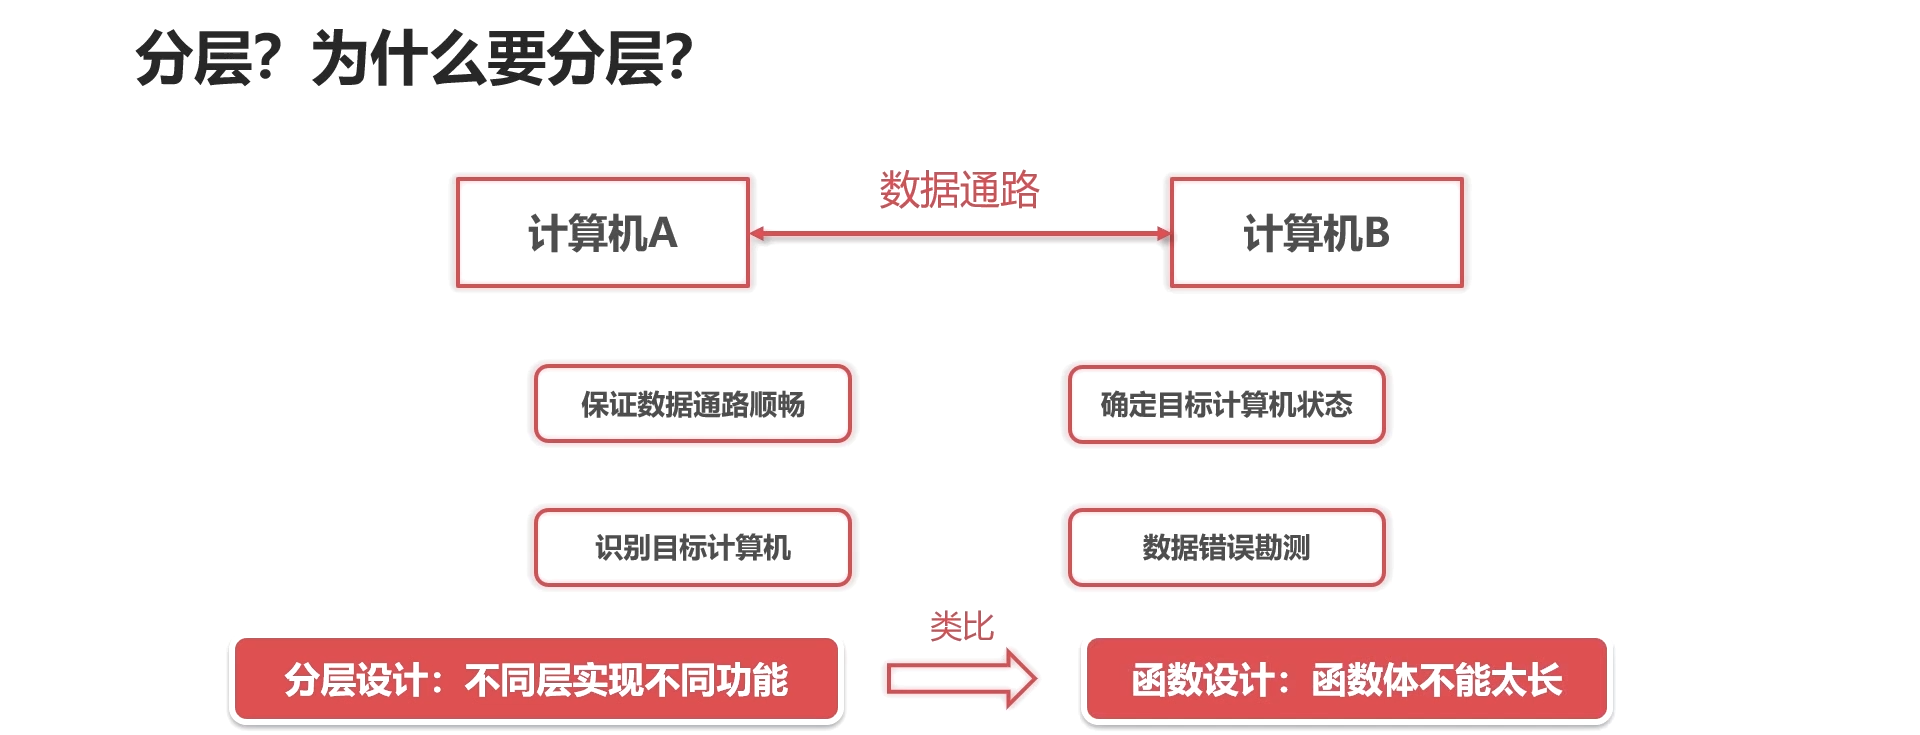 分层？为什么要分层？
数据通路
计算机A
计算机B
保证数据通路顺畅
确定目标计算机状态
识别目标计算机
数据错误勘测
类比
分层设计：不同层实现不同功能
函数设计：函数体不能太长